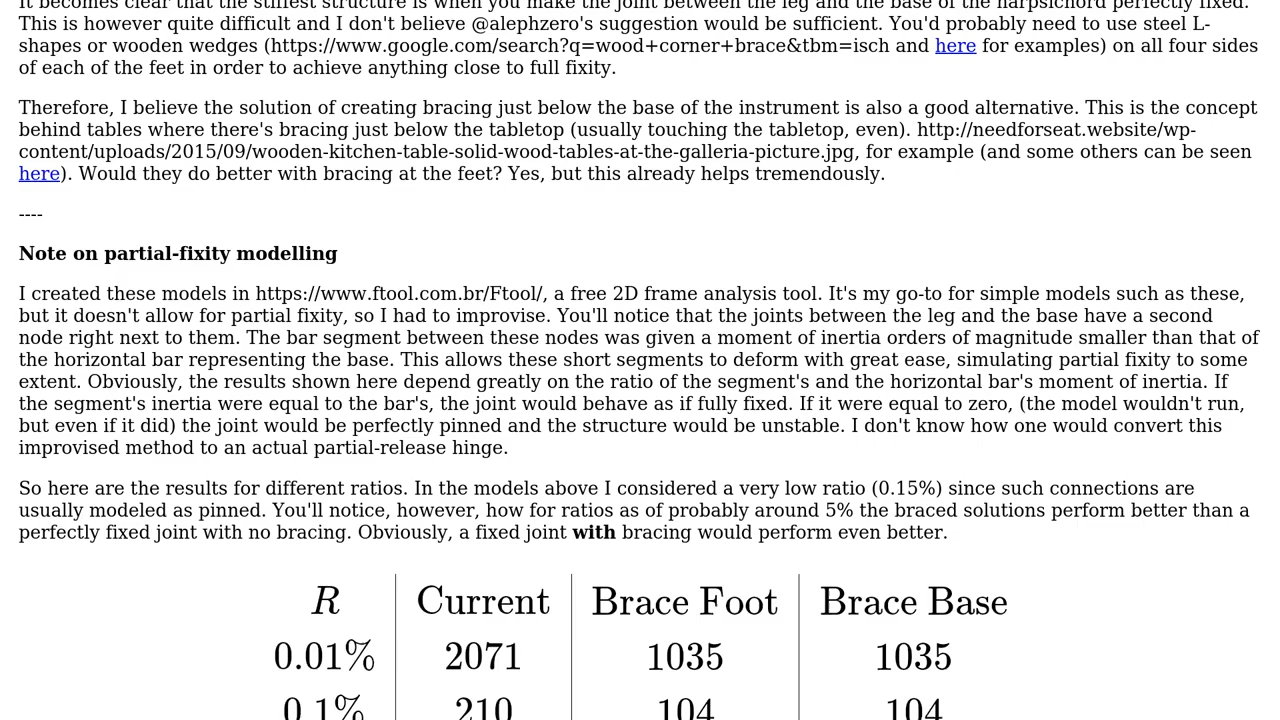 It becomes clear that the stiffest structure is when you make the joint between the leg and the base of the harpsichord perfectly fixed.
This is however quite difficult and I don't believe @alephzero's suggestion would be sufficient. You'd probably need to use steel L-
shapes or wooden wedges (https://www.google.com/search?q=wood+corner+brace&tbm=isch and here for examples) on all four sides
of each of the feet in order to achieve anything close to full fixity.
Therefore, I believe the solution of creating bracing just below the base of the instrument is also a good alternative. This is the concept
behind tables where there's bracing just below the tabletop (usually touching the tabletop, even). http://needforseat.website/wp-
content/uploads/2015/09/wooden-kitchen-table-solid-wood-tables-at-the-galleria-picture.jpg, for example (and some others can be seen
here). Would they do better with bracing at the feet? Yes, but this already helps tremendously.
----
Note on partial-fixity modelling
I created these models in https://www.ftool.com.br/Ftool/, a free 2D frame analysis tool. It's my go-to for simple models such as these,
but it doesn't allow for partial fixity, so I had to improvise. You'll notice that the joints between the leg and the base have a second
node right next to them. The bar segment between these nodes was given a moment of inertia orders of magnitude smaller than that of
the horizontal bar representing the base. This allows these short segments to deform with great ease, simulating partial fixity to some
extent. Obviously, the results shown here depend greatly on the ratio of the segment's and the horizontal bar's moment of inertia. If
the segment's inertia were equal to the bar's, the joint would behave as if fully fixed. If it were equal to zero, (the model wouldn't run,
but even if it did) the joint would be perfectly pinned and the structure would be unstable. I don't know how one would convert this
improvised method to an actual partial-release hinge.
So here are the results for different ratios. In the models above I considered a very low ratio (0.15%) since such connections are
usually modeled as pinned. You'll notice, however, how for ratios as of probably around 5% the braced solutions perform better than a
perfectly fixed joint with no bracing. Obviously, a fixed joint with bracing would perform even better.
R Current Brace Foot Brace Base
0.01% 2071 1035 1035
0.1% 210 104 104